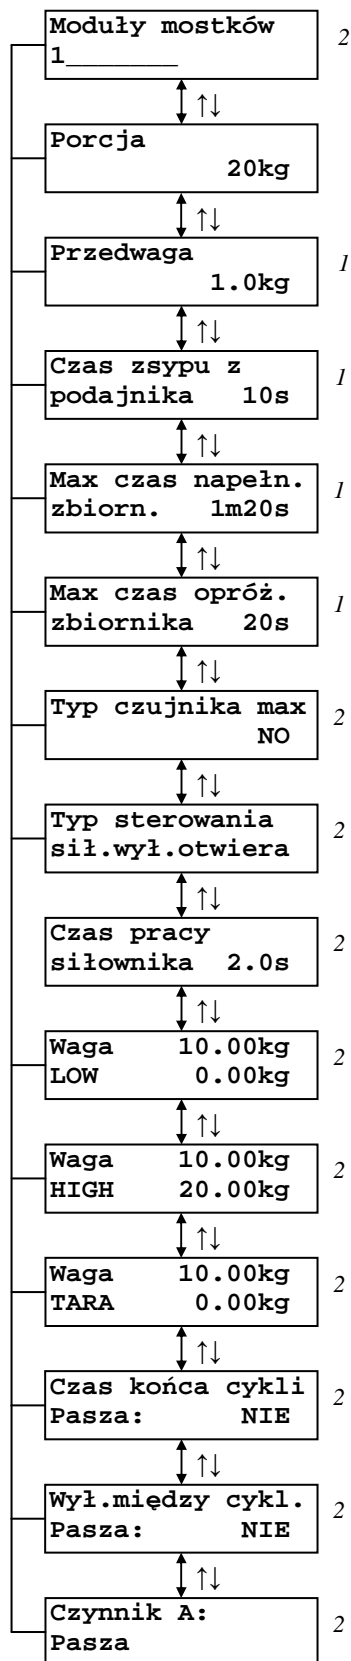 Moduły mostków 2
1_______
↑↓
Porcja
20kg
↑↓
Przedwaga
1.0kg 1
↑↓
Czas zsypu z
podajnika 10s 1
↑↓
Max czas napełn.
zbiorn. 1m20s 1
↑↓
Max czas opróż.
zbiornika 20s 1
↑↓
Typ czujnika max 2
NO
↑↓
Typ sterowania 2
sił.wył.otwiera
↑↓
Czas pracy 2
siłownika 2.0s
↑↓
Waga 10.00kg
LOW 0.00kg 2
↑↓
Waga 10.00kg
HIGH 20.00kg 2
↑↓
Waga 10.00kg 2
TARA 0.00kg
↑↓
Czas końca cykli 2
Pasza: NIE
↑↓
Wył.między cykl. 2
Pasza: NIE
↑↓
Czynnik A: 2
Pasza